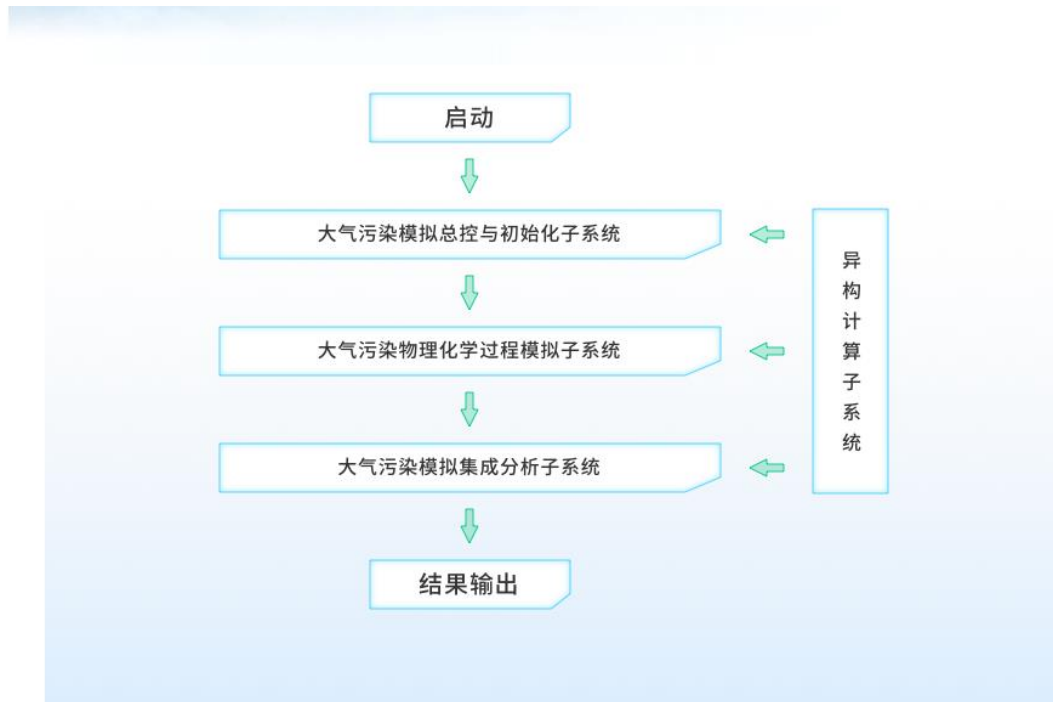 启动
大气污染模拟总控与初始化子系统
大气污染物理化学过程模拟子系统
大气污染模拟集成分析子系统
结果输出
异构计算子系统